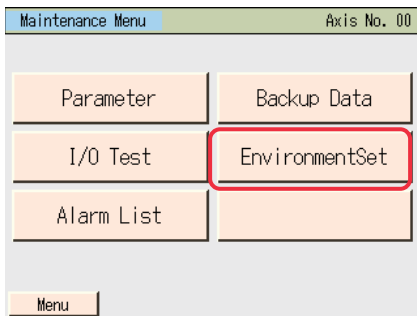 Maintenance Menu Axis No. 00
Parameter Backup Data
I/O Test EnvironmentSet
Alarm List
Menu